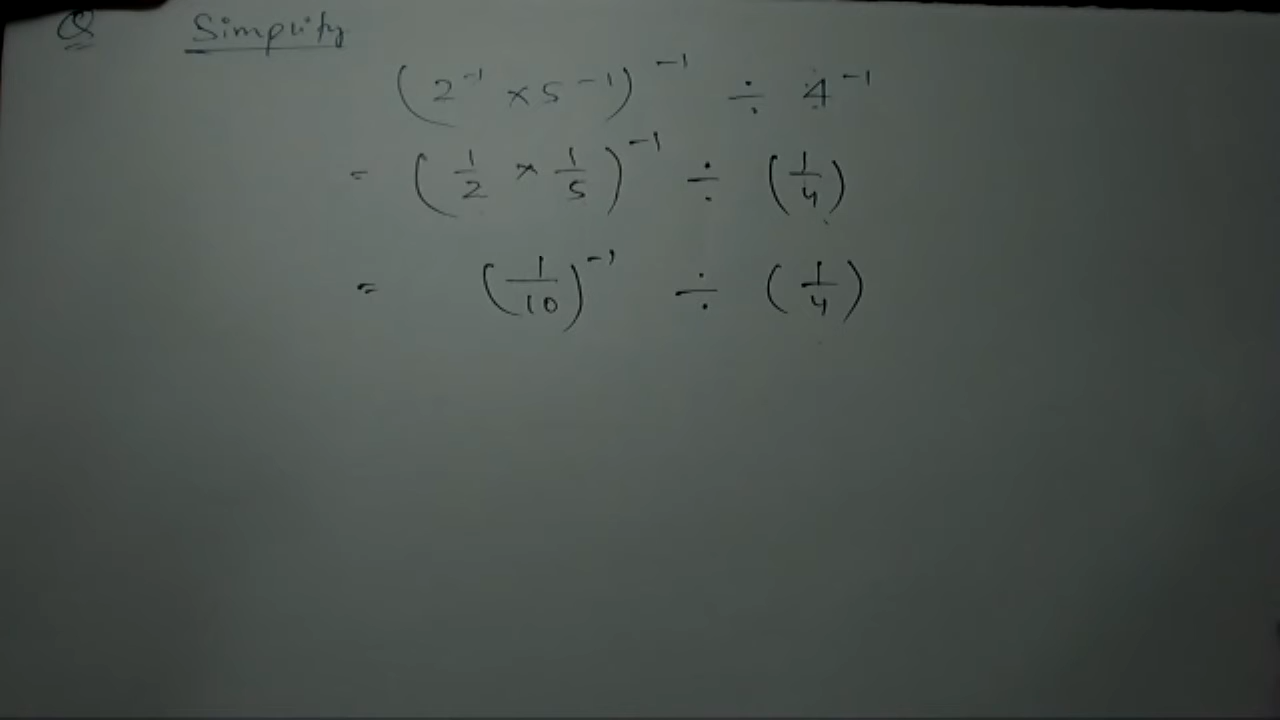 Q Simplify
(2⁻¹ × 5⁻¹)⁻¹ ÷ 4⁻¹
= (1/2 × 1/5)⁻¹ ÷ (1/4)
= (1/10)⁻¹ ÷ (1/4)